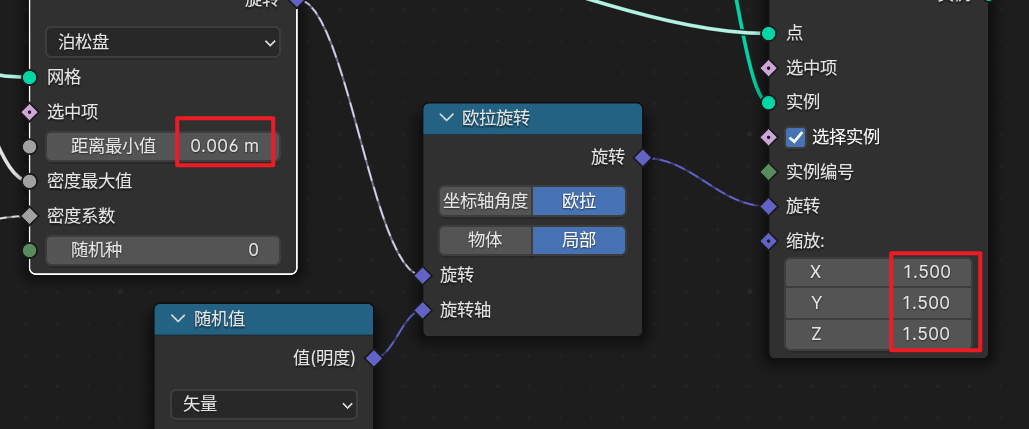 旋转
泊松盘
网格
选中项
距离最小值 0.006 m
密度最大值
密度系数
随机种 0
随机值
值(明度)
矢量
欧拉旋转
旋转
坐标轴角度 欧拉
物体 局部
旋转
旋转轴
实例
点
选中项
实例
选择实例
实例编号
旋转
缩放:
X 1.500
Y 1.500
Z 1.500